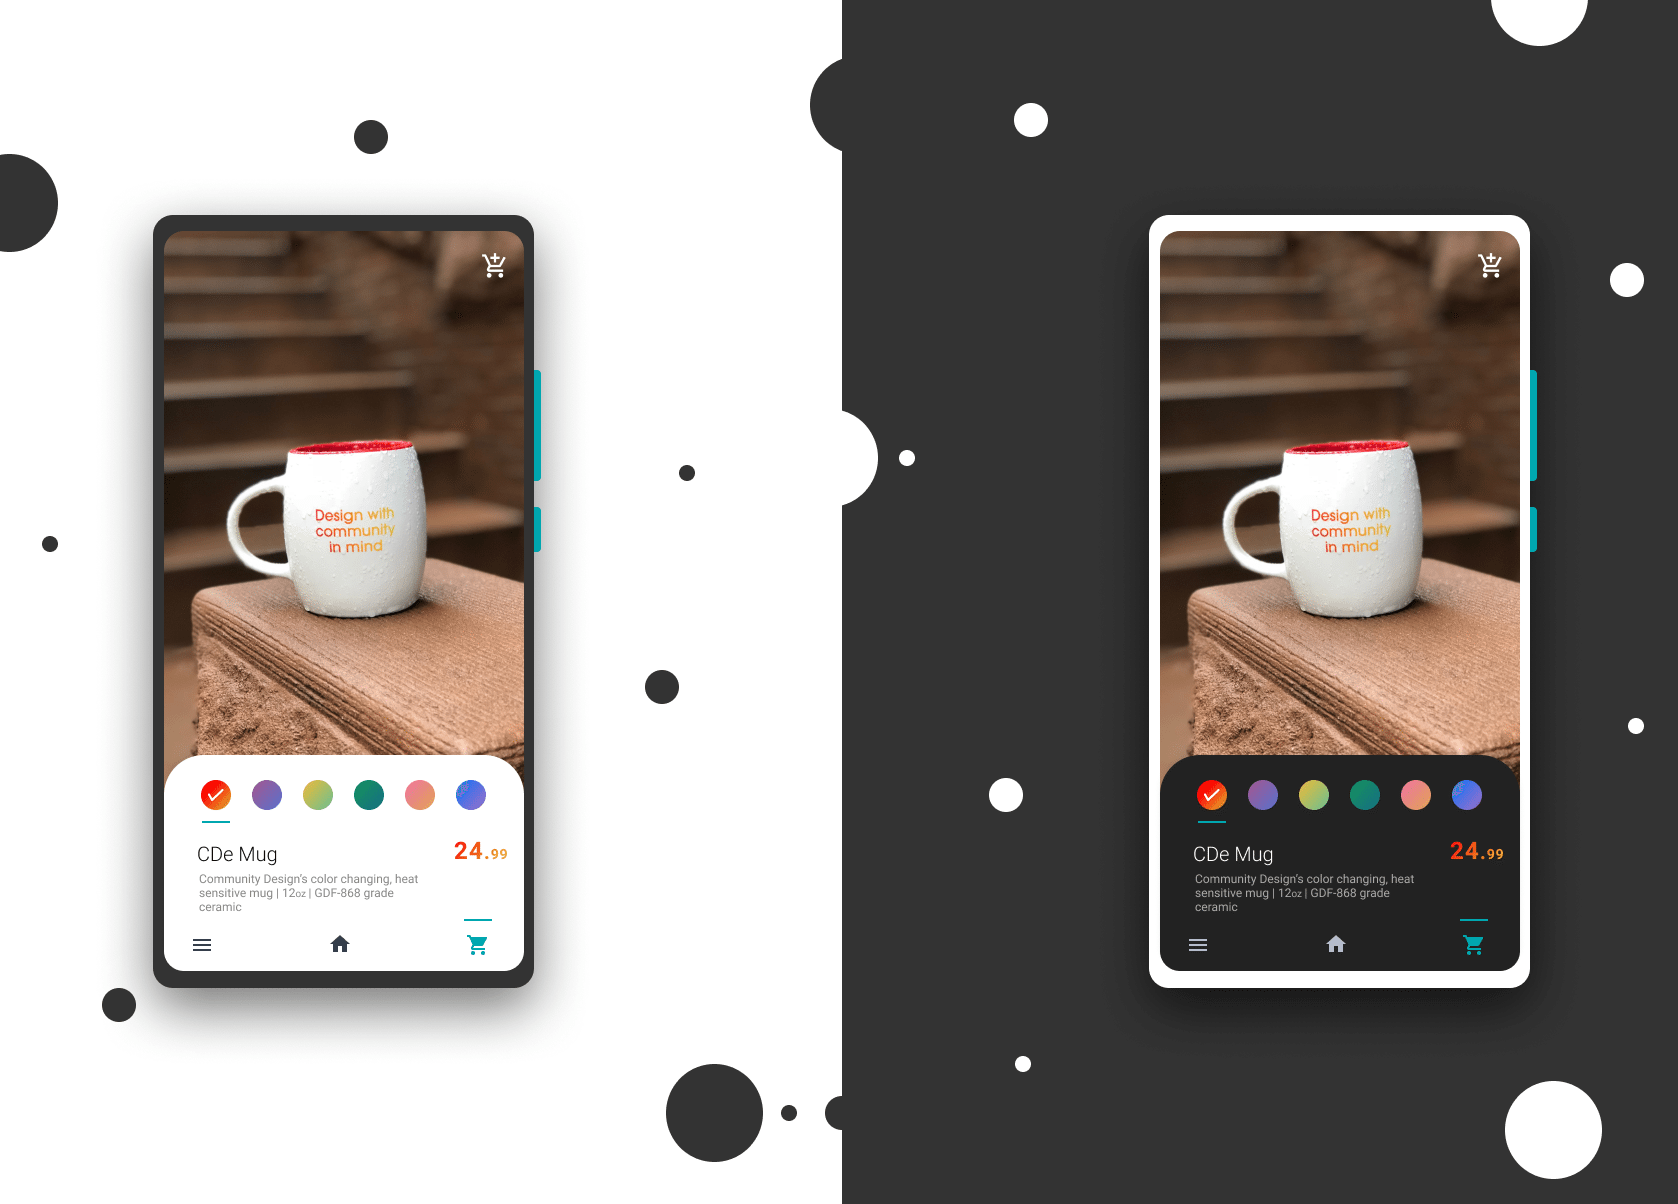 Design with
community
in mind
CDe Mug
24.99
Community Design’s color changing, heat
sensitive mug | 12oz | GDF-868 grade
ceramic
Design with
community
in mind
CDe Mug
24.99
Community Design’s color changing, heat
sensitive mug | 12oz | GDF-868 grade
ceramic